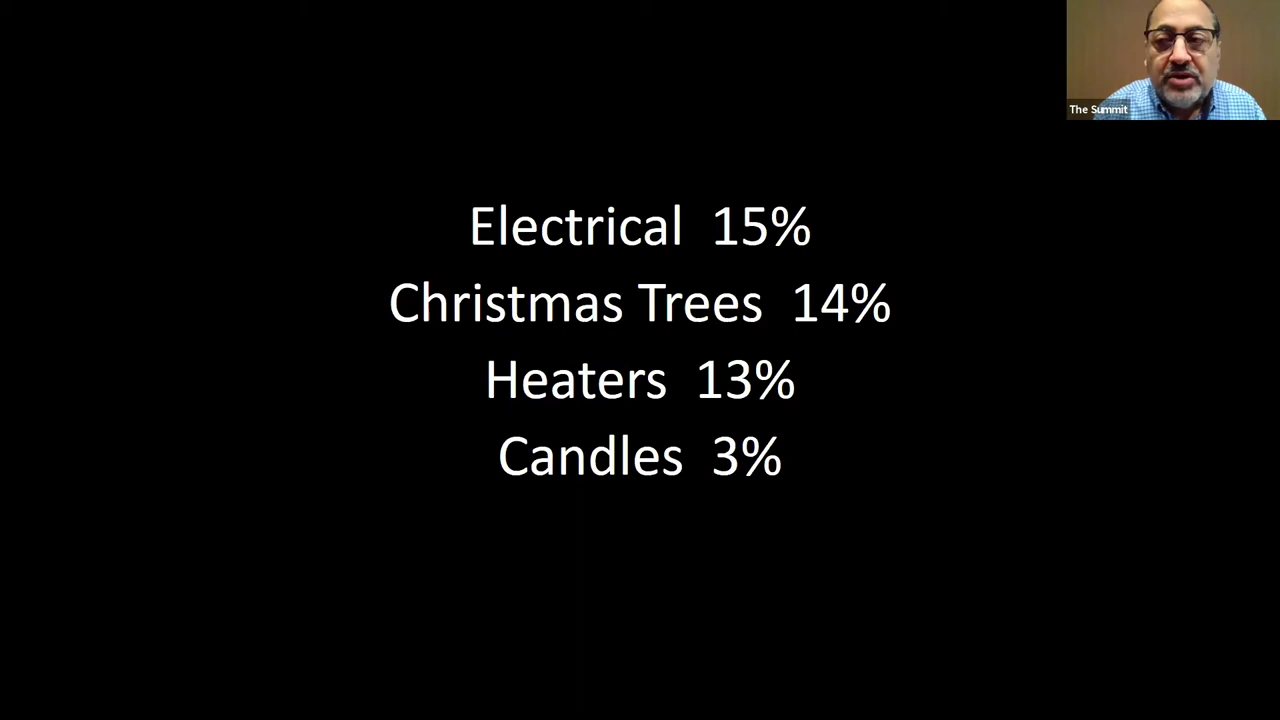 The Summit
Electrical 15%
Christmas Trees 14%
Heaters 13%
Candles 3%